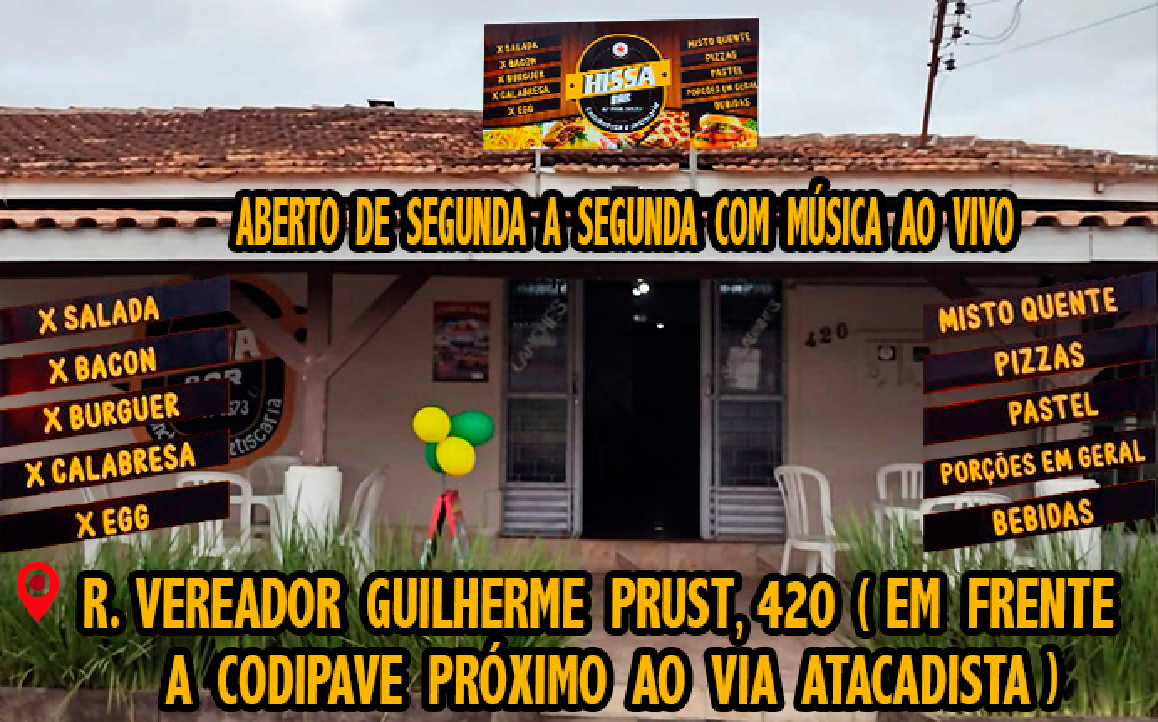 X SALADA
X BACON
X BURGUER
X CALABRESA
X EGG
HISSA
BAR
MISTO QUENTE
PIZZAS
PASTEL
PORÇÕES EM GERAL
BEBIDAS
ABERTO DE SEGUNDA A SEGUNDA COM MÚSICA AO VIVO
X SALADA
X BACON
X BURGUER
X CALABRESA
X EGG
LANCHES
420
MISTO QUENTE
PIZZAS
PASTEL
PORÇÕES EM GERAL
BEBIDAS
R. VEREADOR GUILHERME PRUST, 420 ( EM FRENTE
A CODIPAVE PRÓXIMO AO VIA ATACADISTA )